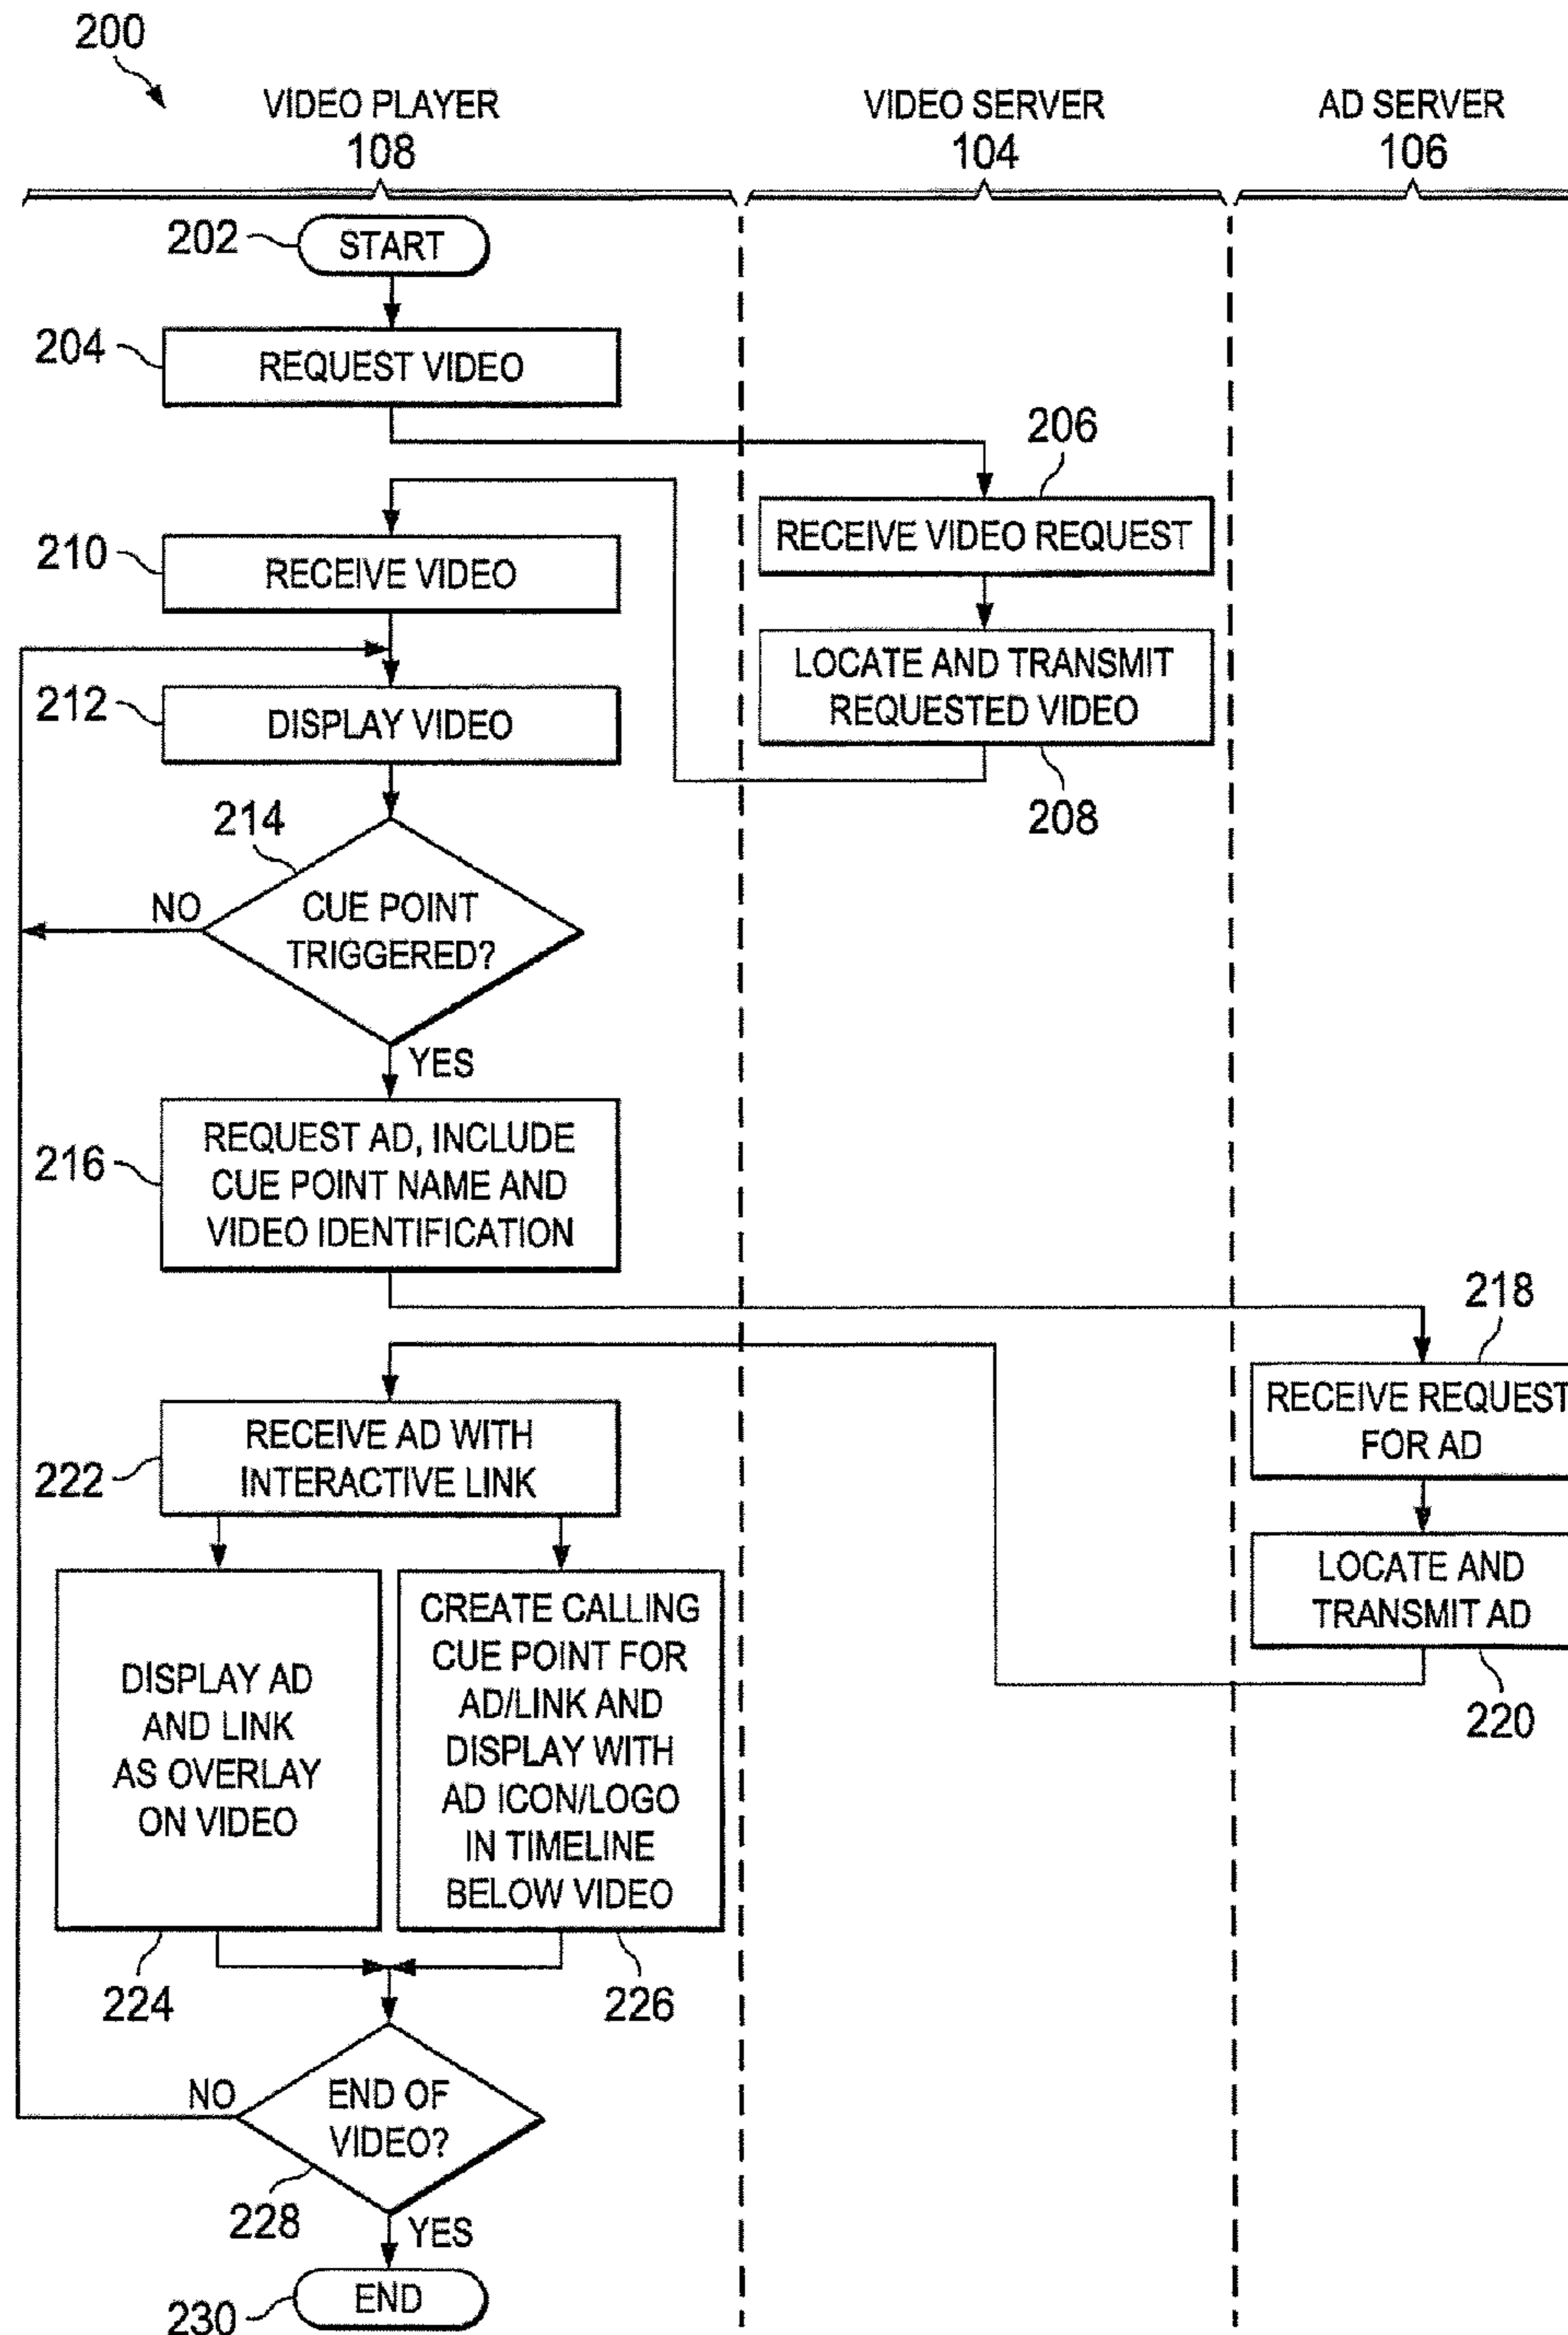 200
VIDEO PLAYER
108
VIDEO SERVER
104
AD SERVER
106
202
START
204
REQUEST VIDEO
206
RECEIVE VIDEO REQUEST
210
RECEIVE VIDEO
LOCATE AND TRANSMIT
REQUESTED VIDEO
208
212
DISPLAY VIDEO
214
CUE POINT
TRIGGERED?
NO
YES
216
REQUEST AD, INCLUDE
CUE POINT NAME AND
VIDEO IDENTIFICATION
218
RECEIVE REQUEST
FOR AD
222
RECEIVE AD WITH
INTERACTIVE LINK
LOCATE AND
TRANSMIT AD
220
DISPLAY AD
AND LINK
AS OVERLAY
ON VIDEO
224
CREATE CALLING
CUE POINT FOR
AD/LINK AND
DISPLAY WITH
AD ICON/LOGO
IN TIMELINE
BELOW VIDEO
226
NO
END OF
VIDEO?
228
YES
230
END